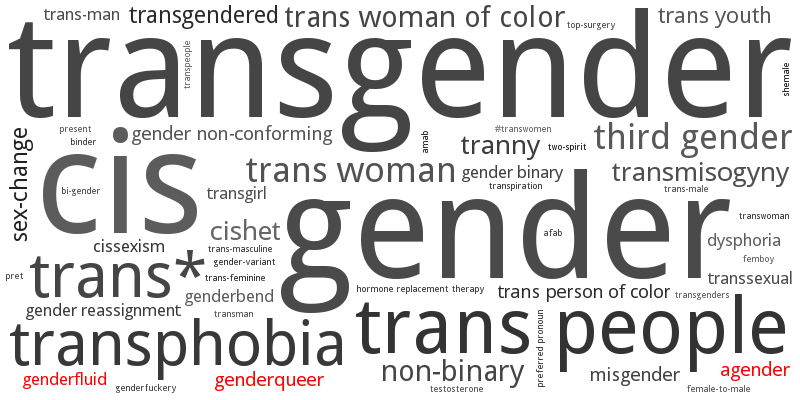 trans-man
transgendered
trans woman of color
top-surgery
trans youth
transgender
transpeople
shemale
present
binder
gender non-conforming
amab
#transwomen
tranny
two-spirit
third gender
sex-change
cis
bi-gender
trans woman
gender binary
transmisogyny
transgirl
transpiration
trans-male
gender
cishet
afab
transwoman
cissexism
trans-masculine
dysphoria
gender-variant
femboy
pret
trans*
trans-feminine
transsexual
genderbend
hormone replacement therapy
trans person of color
transgenders
gender reassignment
transman
trans people
transphobia
preferred pronoun
non-binary
misgender
agender
genderfluid
genderqueer
genderfuckery
testosterone
female-to-male